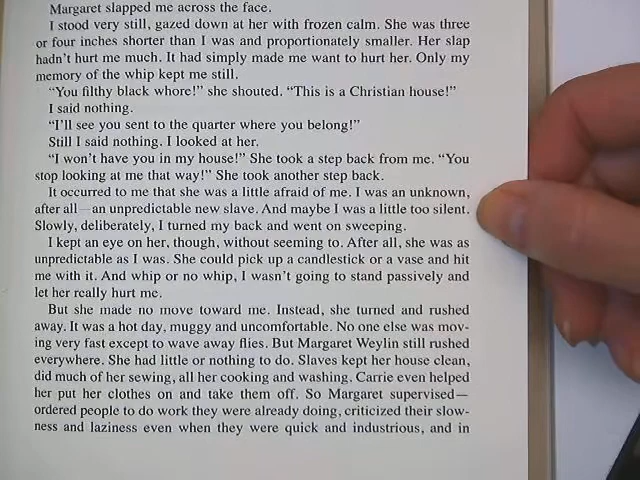 Margaret slapped me across the face.
I stood very still, gazed down at her with frozen calm. She was three
or four inches shorter than I was and proportionately smaller. Her slap
hadn't hurt me much. It had simply made me want to hurt her. Only my
memory of the whip kept me still.
"You filthy black whore!" she shouted. "This is a Christian house!"
I said nothing.
"I'll see you sent to the quarter where you belong!"
Still I said nothing. I looked at her.
"I won't have you in my house!" She took a step back from me. "You
stop looking at me that way!" She took another step back.
It occurred to me that she was a little afraid of me. I was an unknown,
after all—an unpredictable new slave. And maybe I was a little too silent.
Slowly, deliberately, I turned my back and went on sweeping.
I kept an eye on her, though, without seeming to. After all, she was as
unpredictable as I was. She could pick up a candlestick or a vase and hit
me with it. And whip or no whip, I wasn't going to stand passively and
let her really hurt me.
But she made no move toward me. Instead, she turned and rushed
away. It was a hot day, muggy and uncomfortable. No one else was mov-
ing very fast except to wave away flies. But Margaret Weylin still rushed
everywhere. She had little or nothing to do. Slaves kept her house clean,
did much of her sewing, all her cooking and washing. Carrie even helped
her put her clothes on and take them off. So Margaret supervised—
ordered people to do work they were already doing, criticized their slow-
ness and laziness even when they were quick and industrious, and in